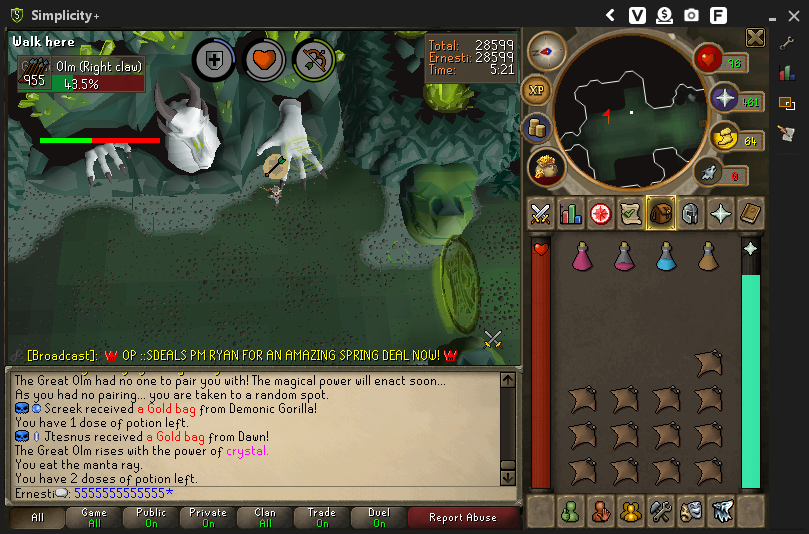 Simplicity+
Walk here
Great Olm (Right claw)
955
43.5%
Total: 28599
Ernesti: 28599
Time: 5:21
XP
96
461
64
0
[Broadcast]: OP ::SDEALS PM RYAN FOR AN AMAZING SPRING DEAL NOW!
The Great Olm had no one to pair you with! The magical power will enact soon...
As you had no pairing... you are taken to a random spot.
Screek received a Gold bag from Demonic Gorilla!
You have 1 dose of potion left.
Jtesnus received a Gold bag from Dawn!
The Great Olm rises with the power of crystal.
You eat the manta ray.
You have 2 doses of potion left.
Ernesti: 5555555555555*
All
Game
All
Public
On
Private
On
Clan
All
Trade
On
Duel
On
Report Abuse